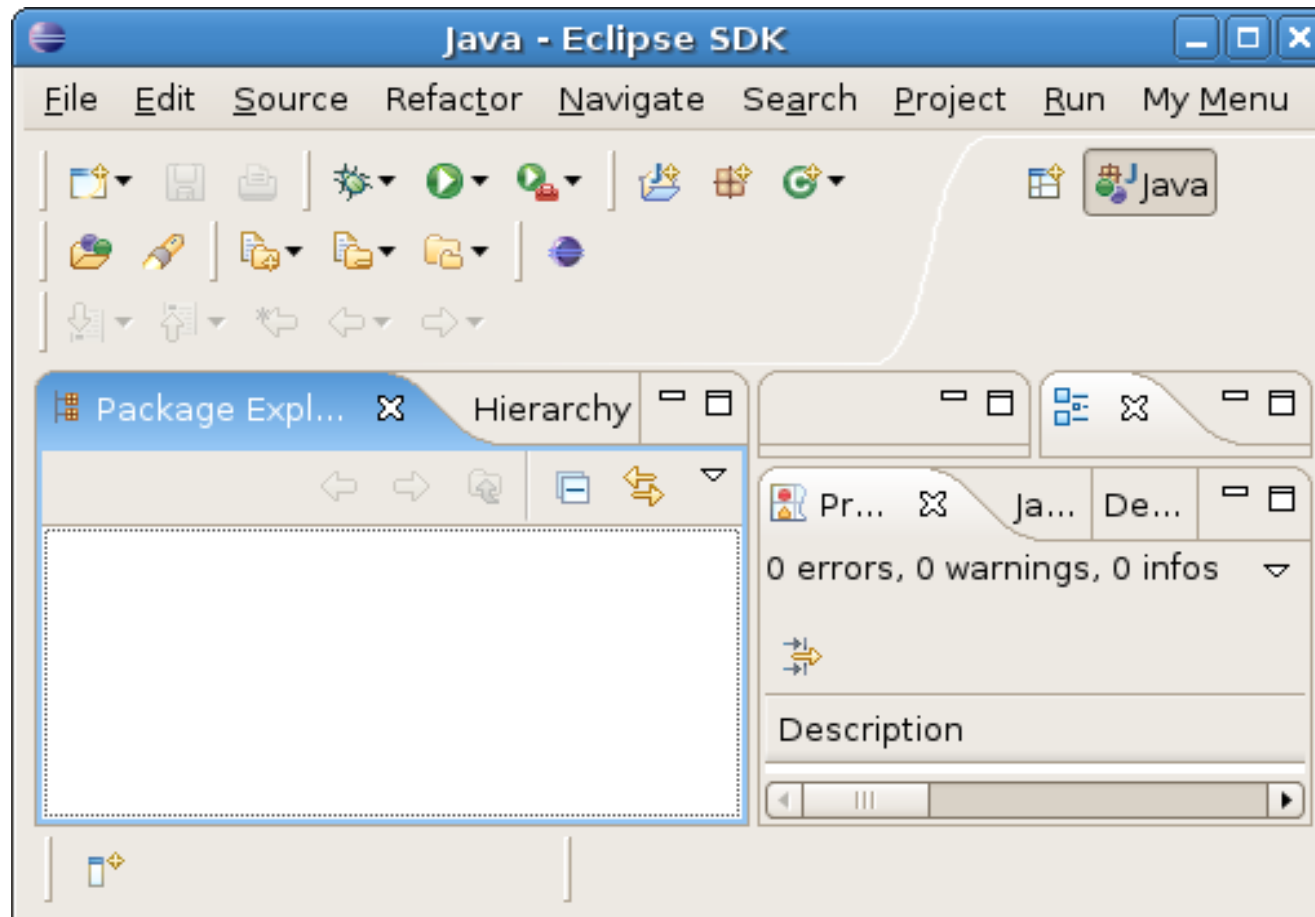 Java - Eclipse SDK
File Edit Source Refactor Navigate Search Project Run My Menu
Java
Package Expl... Hierarchy
Pr... Ja... De...
0 errors, 0 warnings, 0 infos
Description